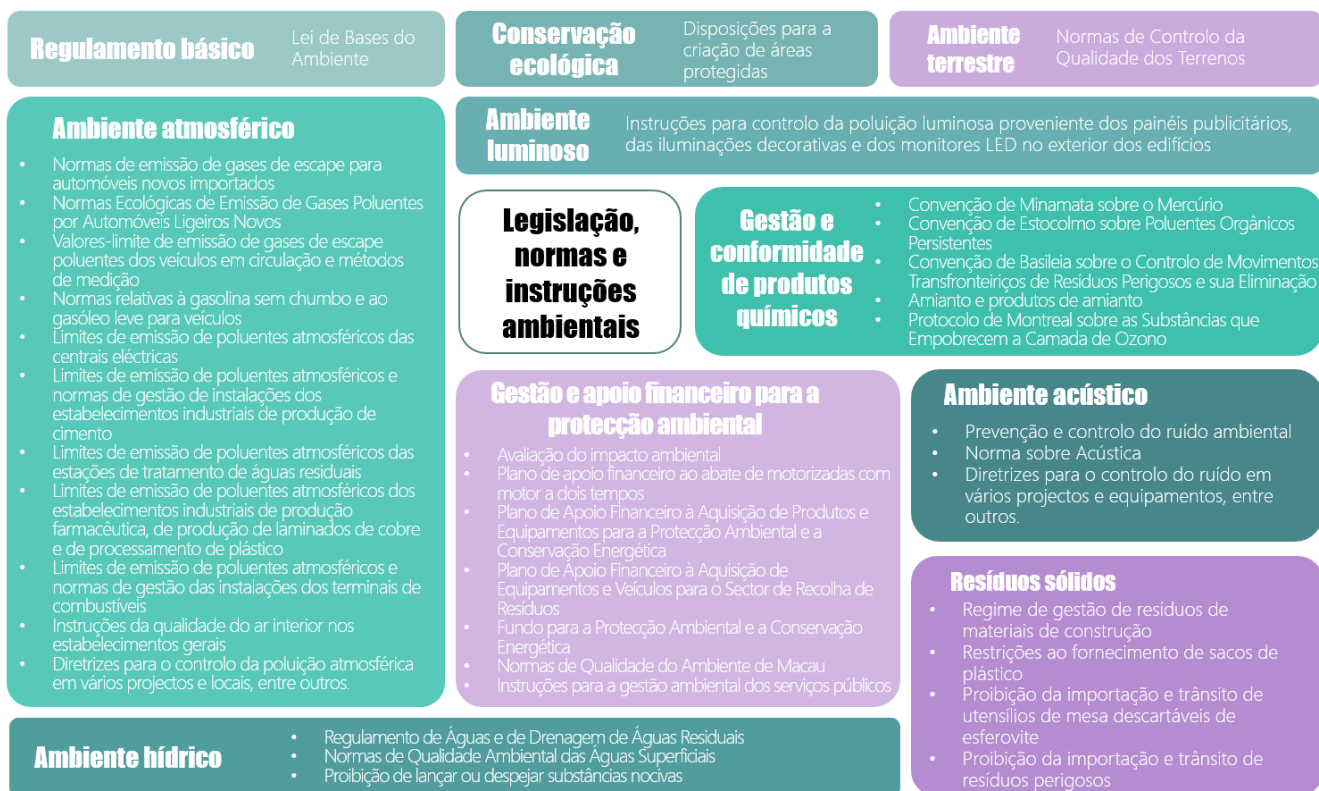 Regulamento básico
Lei de Bases do
Ambiente
Conservação
ecológica
Disposições para a
criação de áreas
protegidas
Ambiente
terrestre
Normas de Controlo da
Qualidade dos Terrenos
Ambiente atmosférico
• Normas de emissão de gases de escape para
automóveis novos importados
• Normas Ecológicas de Emissão de Gases Poluentes
por Automóveis Ligeiros Novos
• Valores-limite de emissão de gases de escape
poluentes dos veículos em circulação e métodos
de medição
• Normas relativas à gasolina sem chumbo e ao
gasóleo leve para veículos
• Limites de emissão de poluentes atmosféricos das
centrais eléctricas
• Limites de emissão de poluentes atmosféricos e
normas de gestão de instalações dos
estabelecimentos industriais de produção de
cimento
• Limites de emissão de poluentes atmosféricos das
estações de tratamento de águas residuais
• Limites de emissão de poluentes atmosféricos dos
estabelecimentos industriais de produção
farmacêutica, de produção de laminados de cobre
e de processamento de plástico
• Limites de emissão de poluentes atmosféricos e
normas de gestão das instalações dos terminais de
combustíveis
• Instruções da qualidade do ar interior nos
estabelecimentos gerais
• Diretrizes para o controlo da poluição atmosférica
em vários projectos e locais, entre outros.
Ambiente
luminoso
Instruções para controlo da poluição luminosa proveniente dos painéis publicitários,
das iluminações decorativas e dos monitores LED no exterior dos edifícios
Legislação,
normas e
instruções
ambientais
Gestão e
conformidade
de produtos
químicos
• Convenção de Minamata sobre o Mercúrio
• Convenção de Estocolmo sobre Poluentes Orgânicos
Persistentes
• Convenção de Basileia sobre o Controlo de Movimentos
Transfronteiriços de Resíduos Perigosos e sua Eliminação
• Amianto e produtos de amianto
• Protocolo de Montreal sobre as Substâncias que
Empobrecem a Camada de Ozono
Gestão e apoio financeiro para a
protecção ambiental
• Avaliação do impacto ambiental
• Plano de apoio financeiro ao abate de motorizadas com
motor a dois tempos
• Plano de Apoio Financeiro à Aquisição de Produtos e
Equipamentos para a Protecção Ambiental e a
Conservação Energética
• Plano de Apoio Financeiro à Aquisição de
Equipamentos e Veículos para o Sector de Recolha de
Resíduos
• Fundo para a Protecção Ambiental e a Conservação
Energética
• Normas de Qualidade do Ambiente de Macau
• Instruções para a gestão ambiental dos serviços públicos
Ambiente acústico
• Prevenção e controlo do ruído ambiental
• Norma sobre Acústica
• Diretrizes para o controlo do ruído em
vários projectos e equipamentos, entre
outros.
Resíduos sólidos
• Regime de gestão de resíduos de
materiais de construção
• Restrições ao fornecimento de sacos de
plástico
• Proibição da importação e trânsito de
utensílios de mesa descartáveis de
esferovite
• Proibição da importação e trânsito de
resíduos perigosos
Ambiente hídrico
• Regulamento de Águas e de Drenagem de Águas Residuais
• Normas de Qualidade Ambiental das Águas Superficiais
• Proibição de lançar ou despejar substâncias nocivas